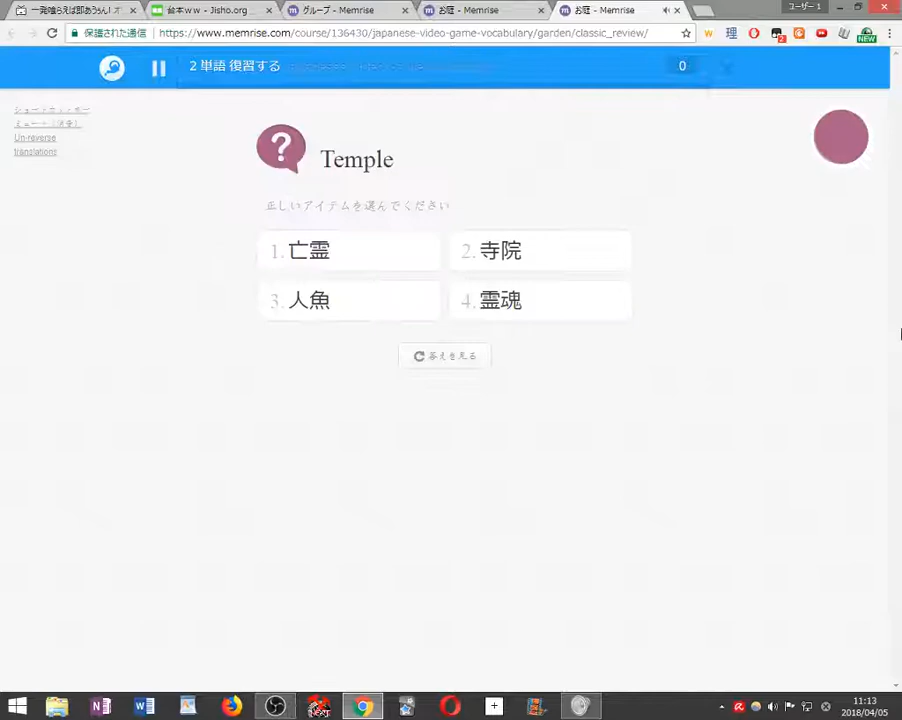 一発喰らえば即あうん! オ
台本ww - Jisho.org
グループ - Memrise
お庭 - Memrise
お庭 - Memrise
ユーザー 1
保護された通信
https://www.memrise.com/course/136430/japanese-video-game-vocabulary/garden/classic_review/
2 単語 復習する
0
Un-reverse
translations
Temple
正しいアイテムを選んでください
1. 亡霊
2. 寺院
3. 人魚
4. 霊魂
答えを見る
11:13
2018/04/05